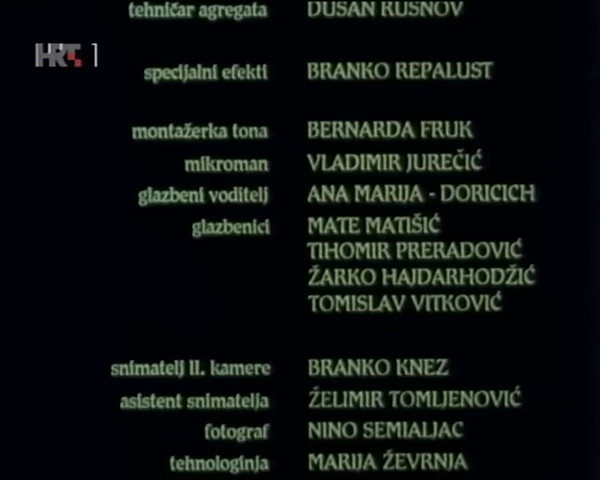 tehničar agregata DUŠAN RUSNOV
HRT 1
specijalni efekti BRANKO REPALUST
montažerka tona BERNARDA FRUK
mikroman VLADIMIR JUREČIĆ
glazbeni voditelj ANA MARIJA - DORICICH
glazbenici MATE MATIŠIĆ
TIHOMIR PRERADOVIĆ
ŽARKO HAJDARHODŽIĆ
TOMISLAV VITKOVIĆ
snimatelj II. kamere BRANKO KNEZ
asistent snimatelja ŽELIMIR TOMLJENOVIĆ
fotograf NINO SEMIALJAC
tehnologinja MARIJA ŽEVRNJA